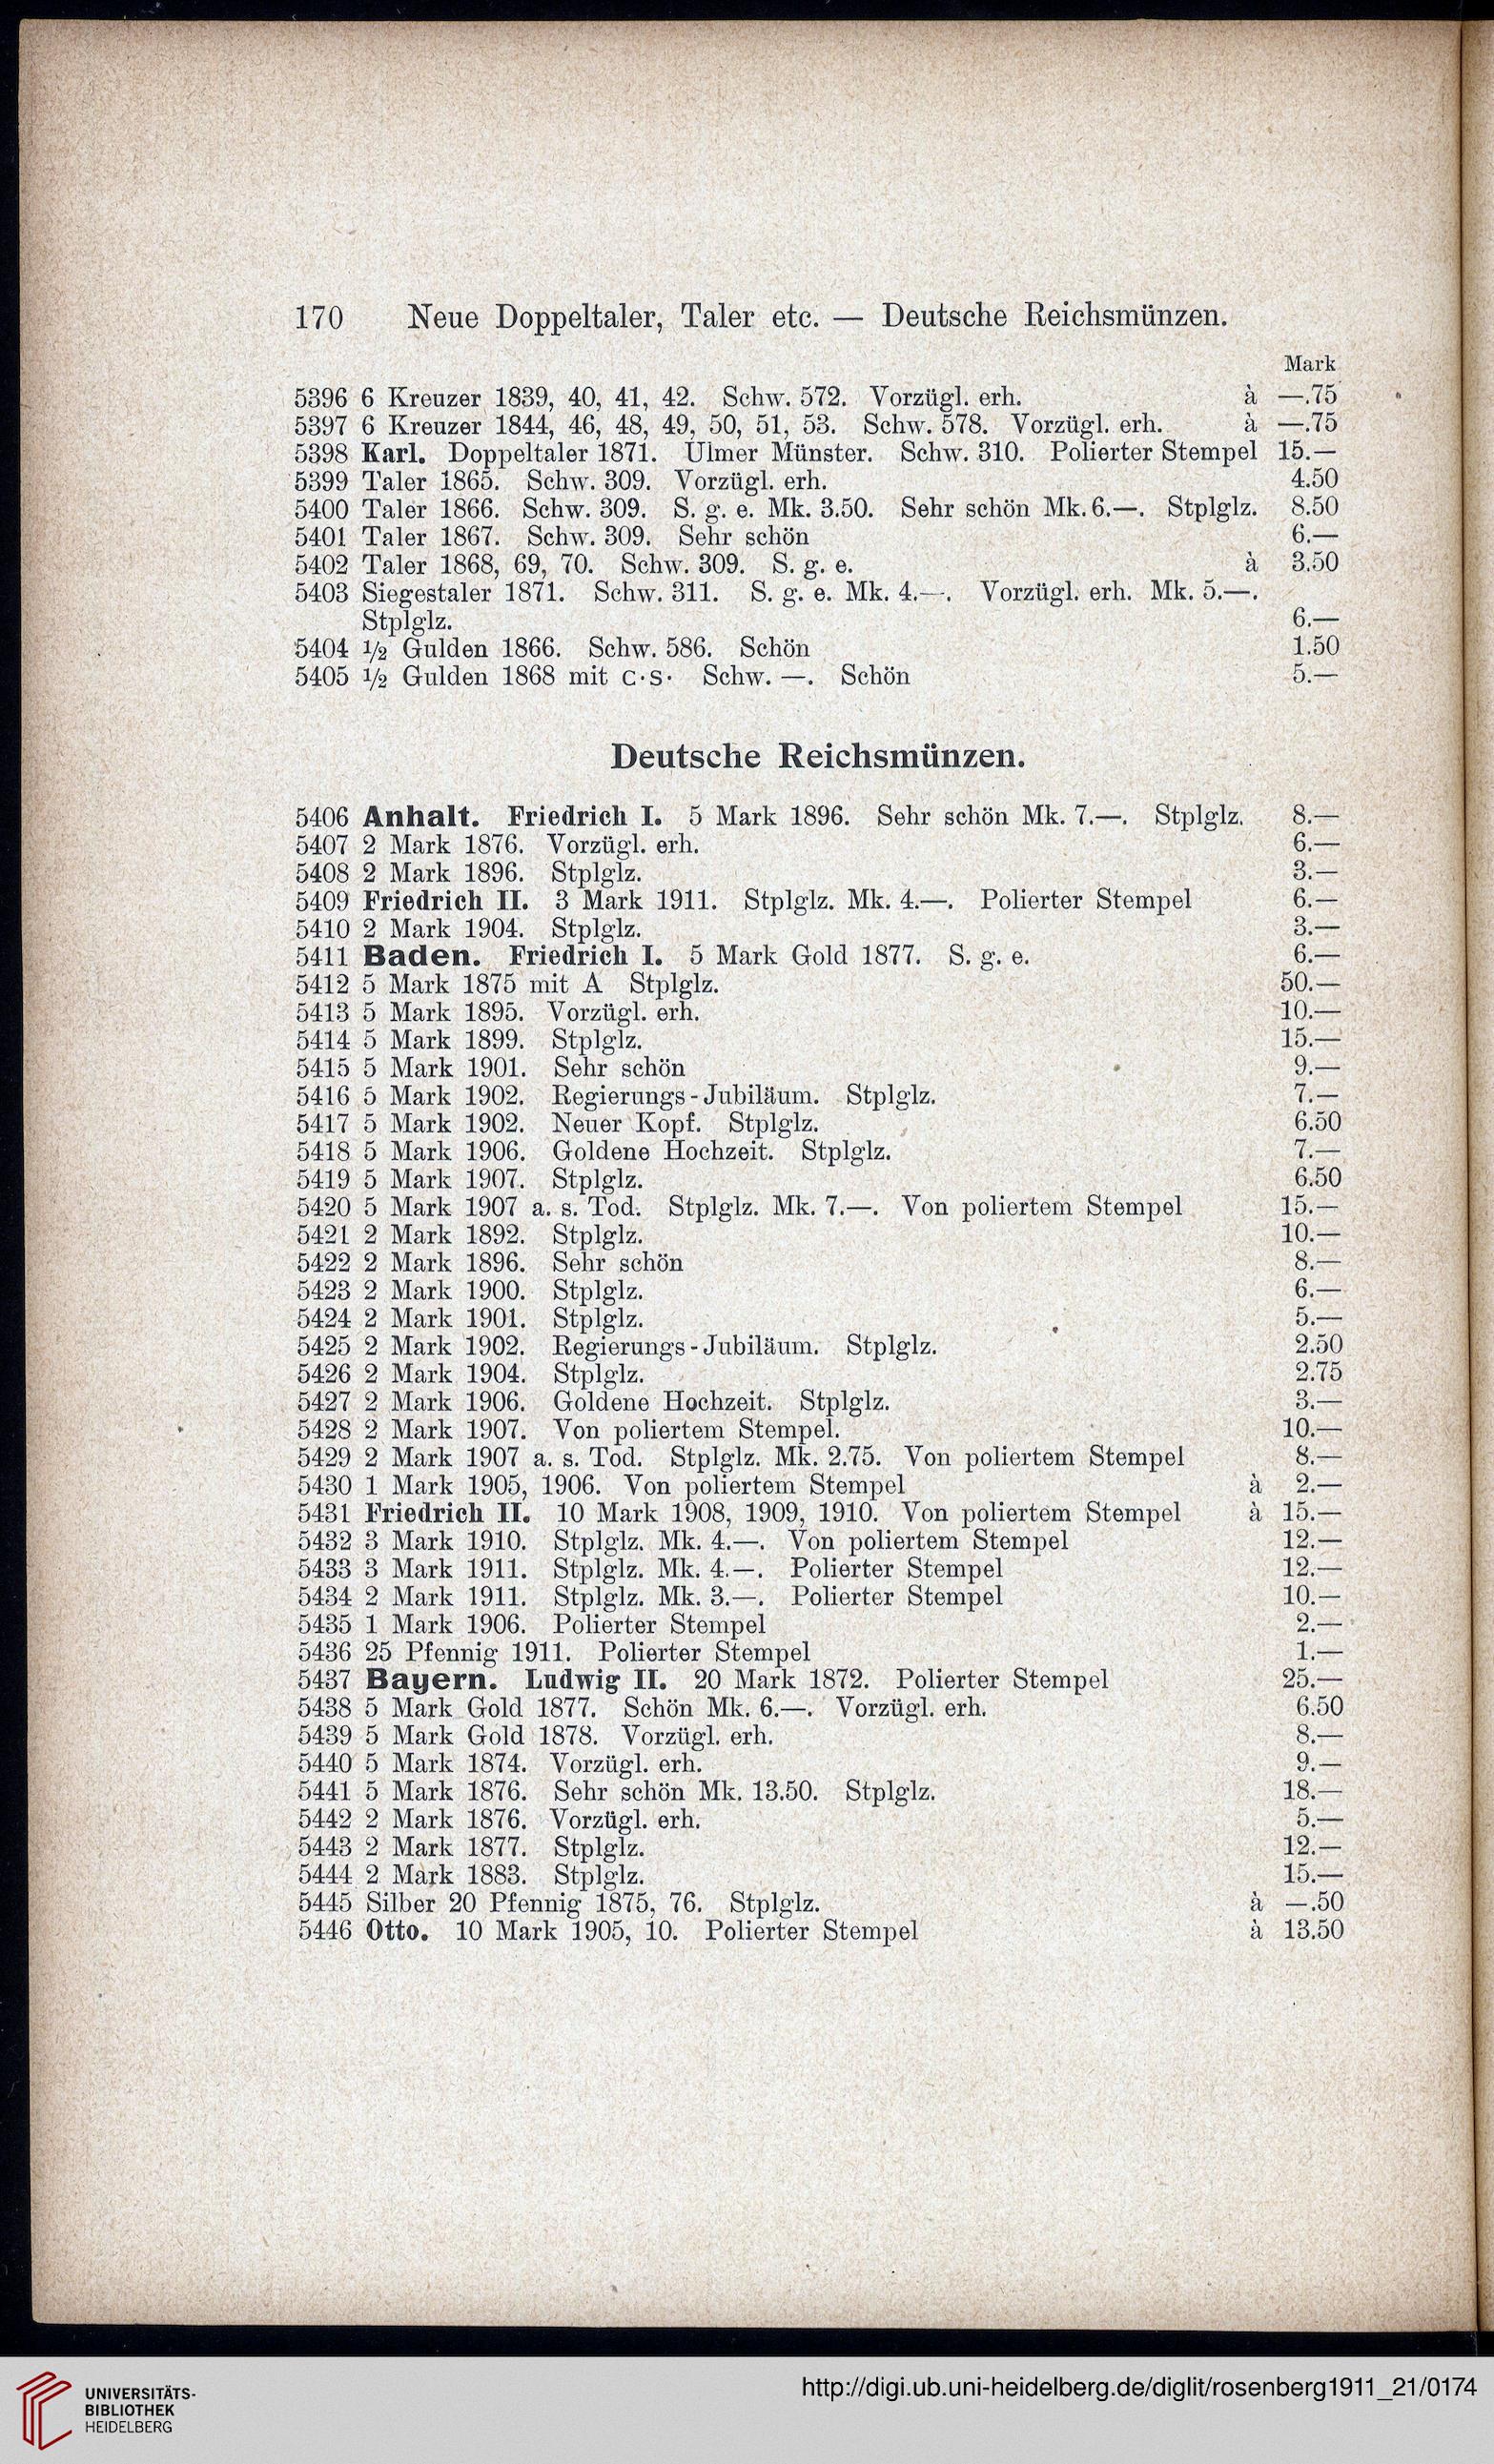 170 Neue Doppeltaler, Taler etc. — Deutsche Reichsmünzen.
Mark
5396 6 Kreuzer 1839, 40, 41, 42. Schw. 572. Vorzügl. erh. à —.75
5397 6 Kreuzer 1844, 46, 48, 49, 50, 51, 53. Schw. 578. Vorzügl. erh. à —.75
5398 Karl. Doppeltaler 1871. Ulmer Münster. Schw. 310. Polierter Stempel 15.—
5399 Taler 1865. Schw. 309. Vorzügl. erh. 4.50
5400 Taler 1866. Schw. 309. S. g. e. Mk. 3.50. Sehr schön Mk. 6.—. Stplglz. 8.50
5401 Taler 1867. Schw. 309. Sehr schön 6.—
5402 Taler 1868, 69, 70. Schw. 309. S. g. e. à 3.50
5403 Siegestaler 1871. Schw. 311. S. g. e. Mk. 4.—. Vorzügl. erh. Mk. 5.—.
Stplglz. 6.—
5404 1/2 Gulden 1866. Schw. 586. Schön 1.50
5405 1/2 Gulden 1868 mit C·S· Schw. —. Schön 5.—
Deutsche Reichsmünzen.
5406 Anhalt. Friedrich I. 5 Mark 1896. Sehr schön Mk. 7.—. Stplglz. 8.—
5407 2 Mark 1876. Vorzügl. erh. 6.—
5408 2 Mark 1896. Stplglz. 3.—
5409 Friedrich II. 3 Mark 1911. Stplglz. Mk. 4.—. Polierter Stempel 6.—
5410 2 Mark 1904. Stplglz. 3.—
5411 Baden. Friedrich I. 5 Mark Gold 1877. S. g. e. 6.—
5412 5 Mark 1875 mit A Stplglz. 50.—
5413 5 Mark 1895. Vorzügl. erh. 10.—
5414 5 Mark 1899. Stplglz. 15.—
5415 5 Mark 1901. Sehr schön 9.—
5416 5 Mark 1902. Regierungs-Jubiläum. Stplglz. 7.—
5417 5 Mark 1902. Neuer Kopf. Stplglz. 6.50
5418 5 Mark 1906. Goldene Hochzeit. Stplglz. 7.—
5419 5 Mark 1907. Stplglz. 6.50
5420 5 Mark 1907 a. s. Tod. Stplglz. Mk. 7.—. Von poliertem Stempel 15.—
5421 2 Mark 1892. Stplglz. 10.—
5422 2 Mark 1896. Sehr schön 8.—
5423 2 Mark 1900. Stplglz. 6.—
5424 2 Mark 1901. Stplglz. 5.—
5425 2 Mark 1902. Regierungs-Jubiläum. Stplglz. 2.50
5426 2 Mark 1904. Stplglz. 2.75
5427 2 Mark 1906. Goldene Hochzeit. Stplglz. 3.—
5428 2 Mark 1907. Von poliertem Stempel. 10.—
5429 2 Mark 1907 a. s. Tod. Stplglz. Mk. 2.75. Von poliertem Stempel 8.—
5430 1 Mark 1905, 1906. Von poliertem Stempel à 2.—
5431 Friedrich II. 10 Mark 1908, 1909, 1910. Von poliertem Stempel à 15.—
5432 3 Mark 1910. Stplglz. Mk. 4.—. Von poliertem Stempel 12.—
5433 3 Mark 1911. Stplglz. Mk. 4.—. Polierter Stempel 12.—
5434 2 Mark 1911. Stplglz. Mk. 3.—. Polierter Stempel 10.—
5435 1 Mark 1906. Polierter Stempel 2.—
5436 25 Pfennig 1911. Polierter Stempel 1.—
5437 Bayern. Ludwig II. 20 Mark 1872. Polierter Stempel 25.—
5438 5 Mark Gold 1877. Schön Mk. 6.—. Vorzügl. erh. 6.50
5439 5 Mark Gold 1878. Vorzügl. erh. 8.—
5440 5 Mark 1874. Vorzügl. erh. 9.—
5441 5 Mark 1876. Sehr schön Mk. 13.50. Stplglz. 18.—
5442 2 Mark 1876. Vorzügl. erh. 5.—
5443 2 Mark 1877. Stplglz. 12.—
5444 2 Mark 1883. Stplglz. 15.—
5445 Silber 20 Pfennig 1875, 76. Stplglz. à —.50
5446 Otto. 10 Mark 1905, 10. Polierter Stempel à 13.50
UNIVERSITÄTS-
BIBLIOTHEK
HEIDELBERG
http://digi.ub.uni-heidelberg.de/diglit/rosenberg1911_21/0174